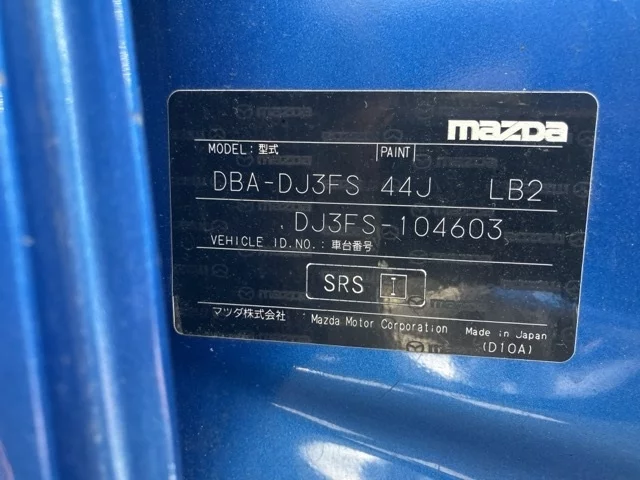 mazda
MODEL: 型式 PAINT
DBA-DJ3FS 44J LB2
DJ3FS-104603
VEHICLE ID.NO.: 車台番号
SRS I
マツダ株式会社 Mazda Motor Corporation Made in Japan
(D10A)